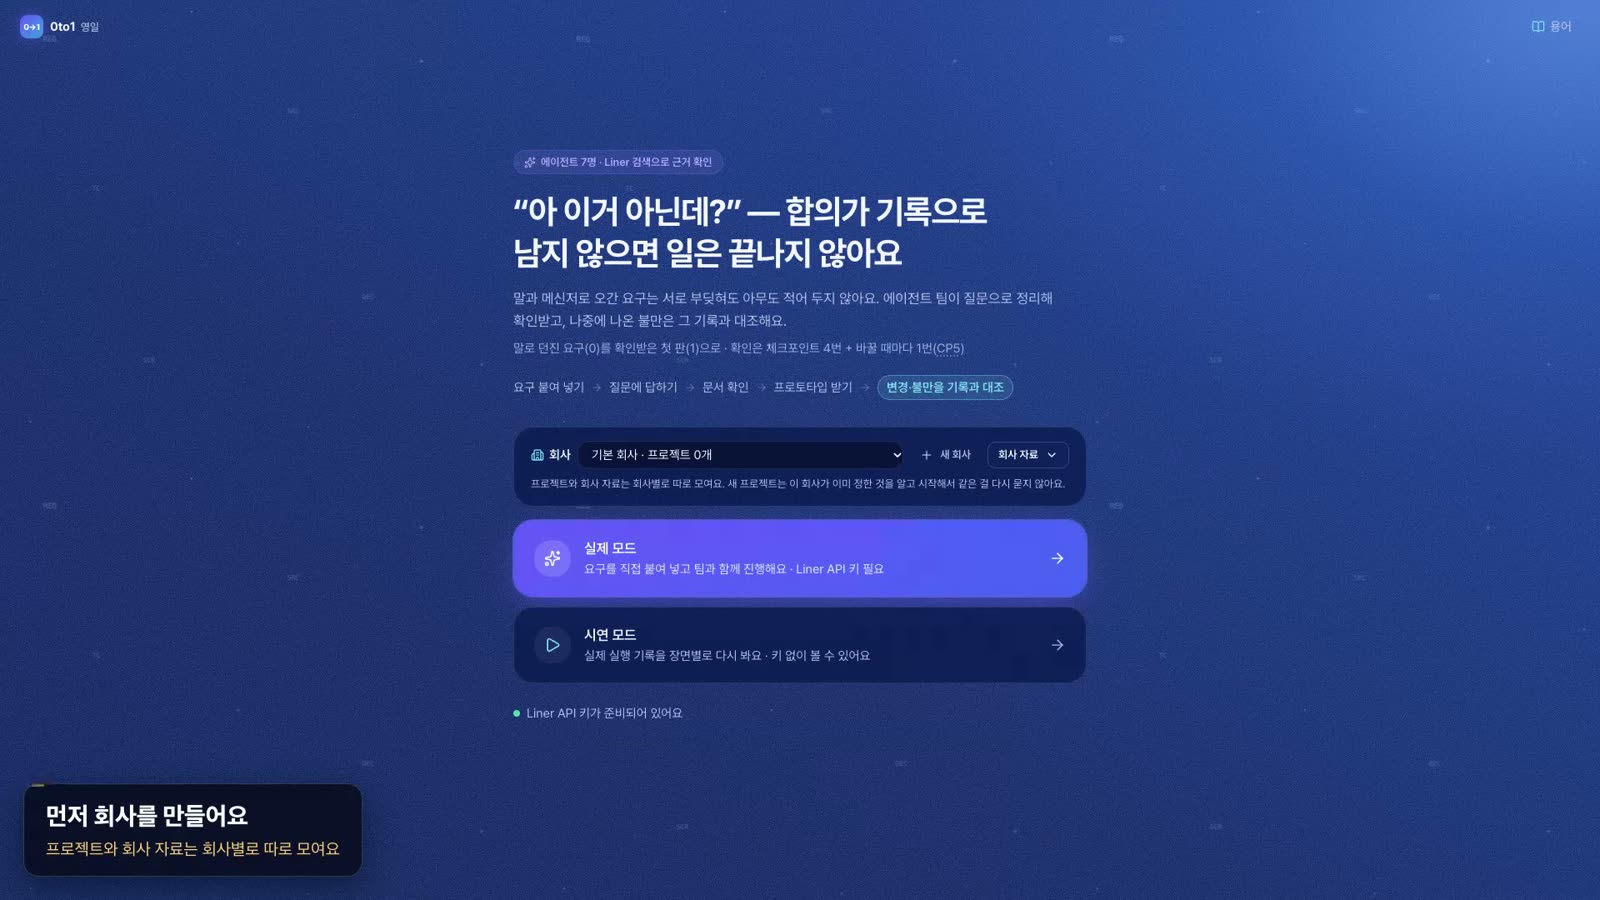 0→1 0to1 영일
용어
에이전트 7명 · Liner 검색으로 근거 확인
“아 이거 아닌데?” — 합의가 기록으로
남지 않으면 일은 끝나지 않아요
말과 메신저로 오간 요구는 서로 부딪혀도 아무도 적어 두지 않아요. 에이전트 팀이 질문으로 정리해
확인받고, 나중에 나온 불만은 그 기록과 대조해요.
말로 던진 요구(0)를 확인받은 첫 판(1)으로 · 확인은 체크포인트 4번 + 바꿀 때마다 1번(CP5)
요구 붙여 넣기 → 질문에 답하기 → 문서 확인 → 프로토타입 받기 → 변경·불만을 기록과 대조
회사 기본 회사 · 프로젝트 0개 + 새 회사 회사 자료
프로젝트와 회사 자료는 회사별로 따로 모여요. 새 프로젝트는 이 회사가 이미 정한 것을 알고 시작해서 같은 걸 다시 묻지 않아요.
실제 모드
요구를 직접 붙여 넣고 팀과 함께 진행해요 · Liner API 키 필요
시연 모드
실제 실행 기록을 장면별로 다시 봐요 · 키 없이 볼 수 있어요
Liner API 키가 준비되어 있어요
먼저 회사를 만들어요
프로젝트와 회사 자료는 회사별로 따로 모여요